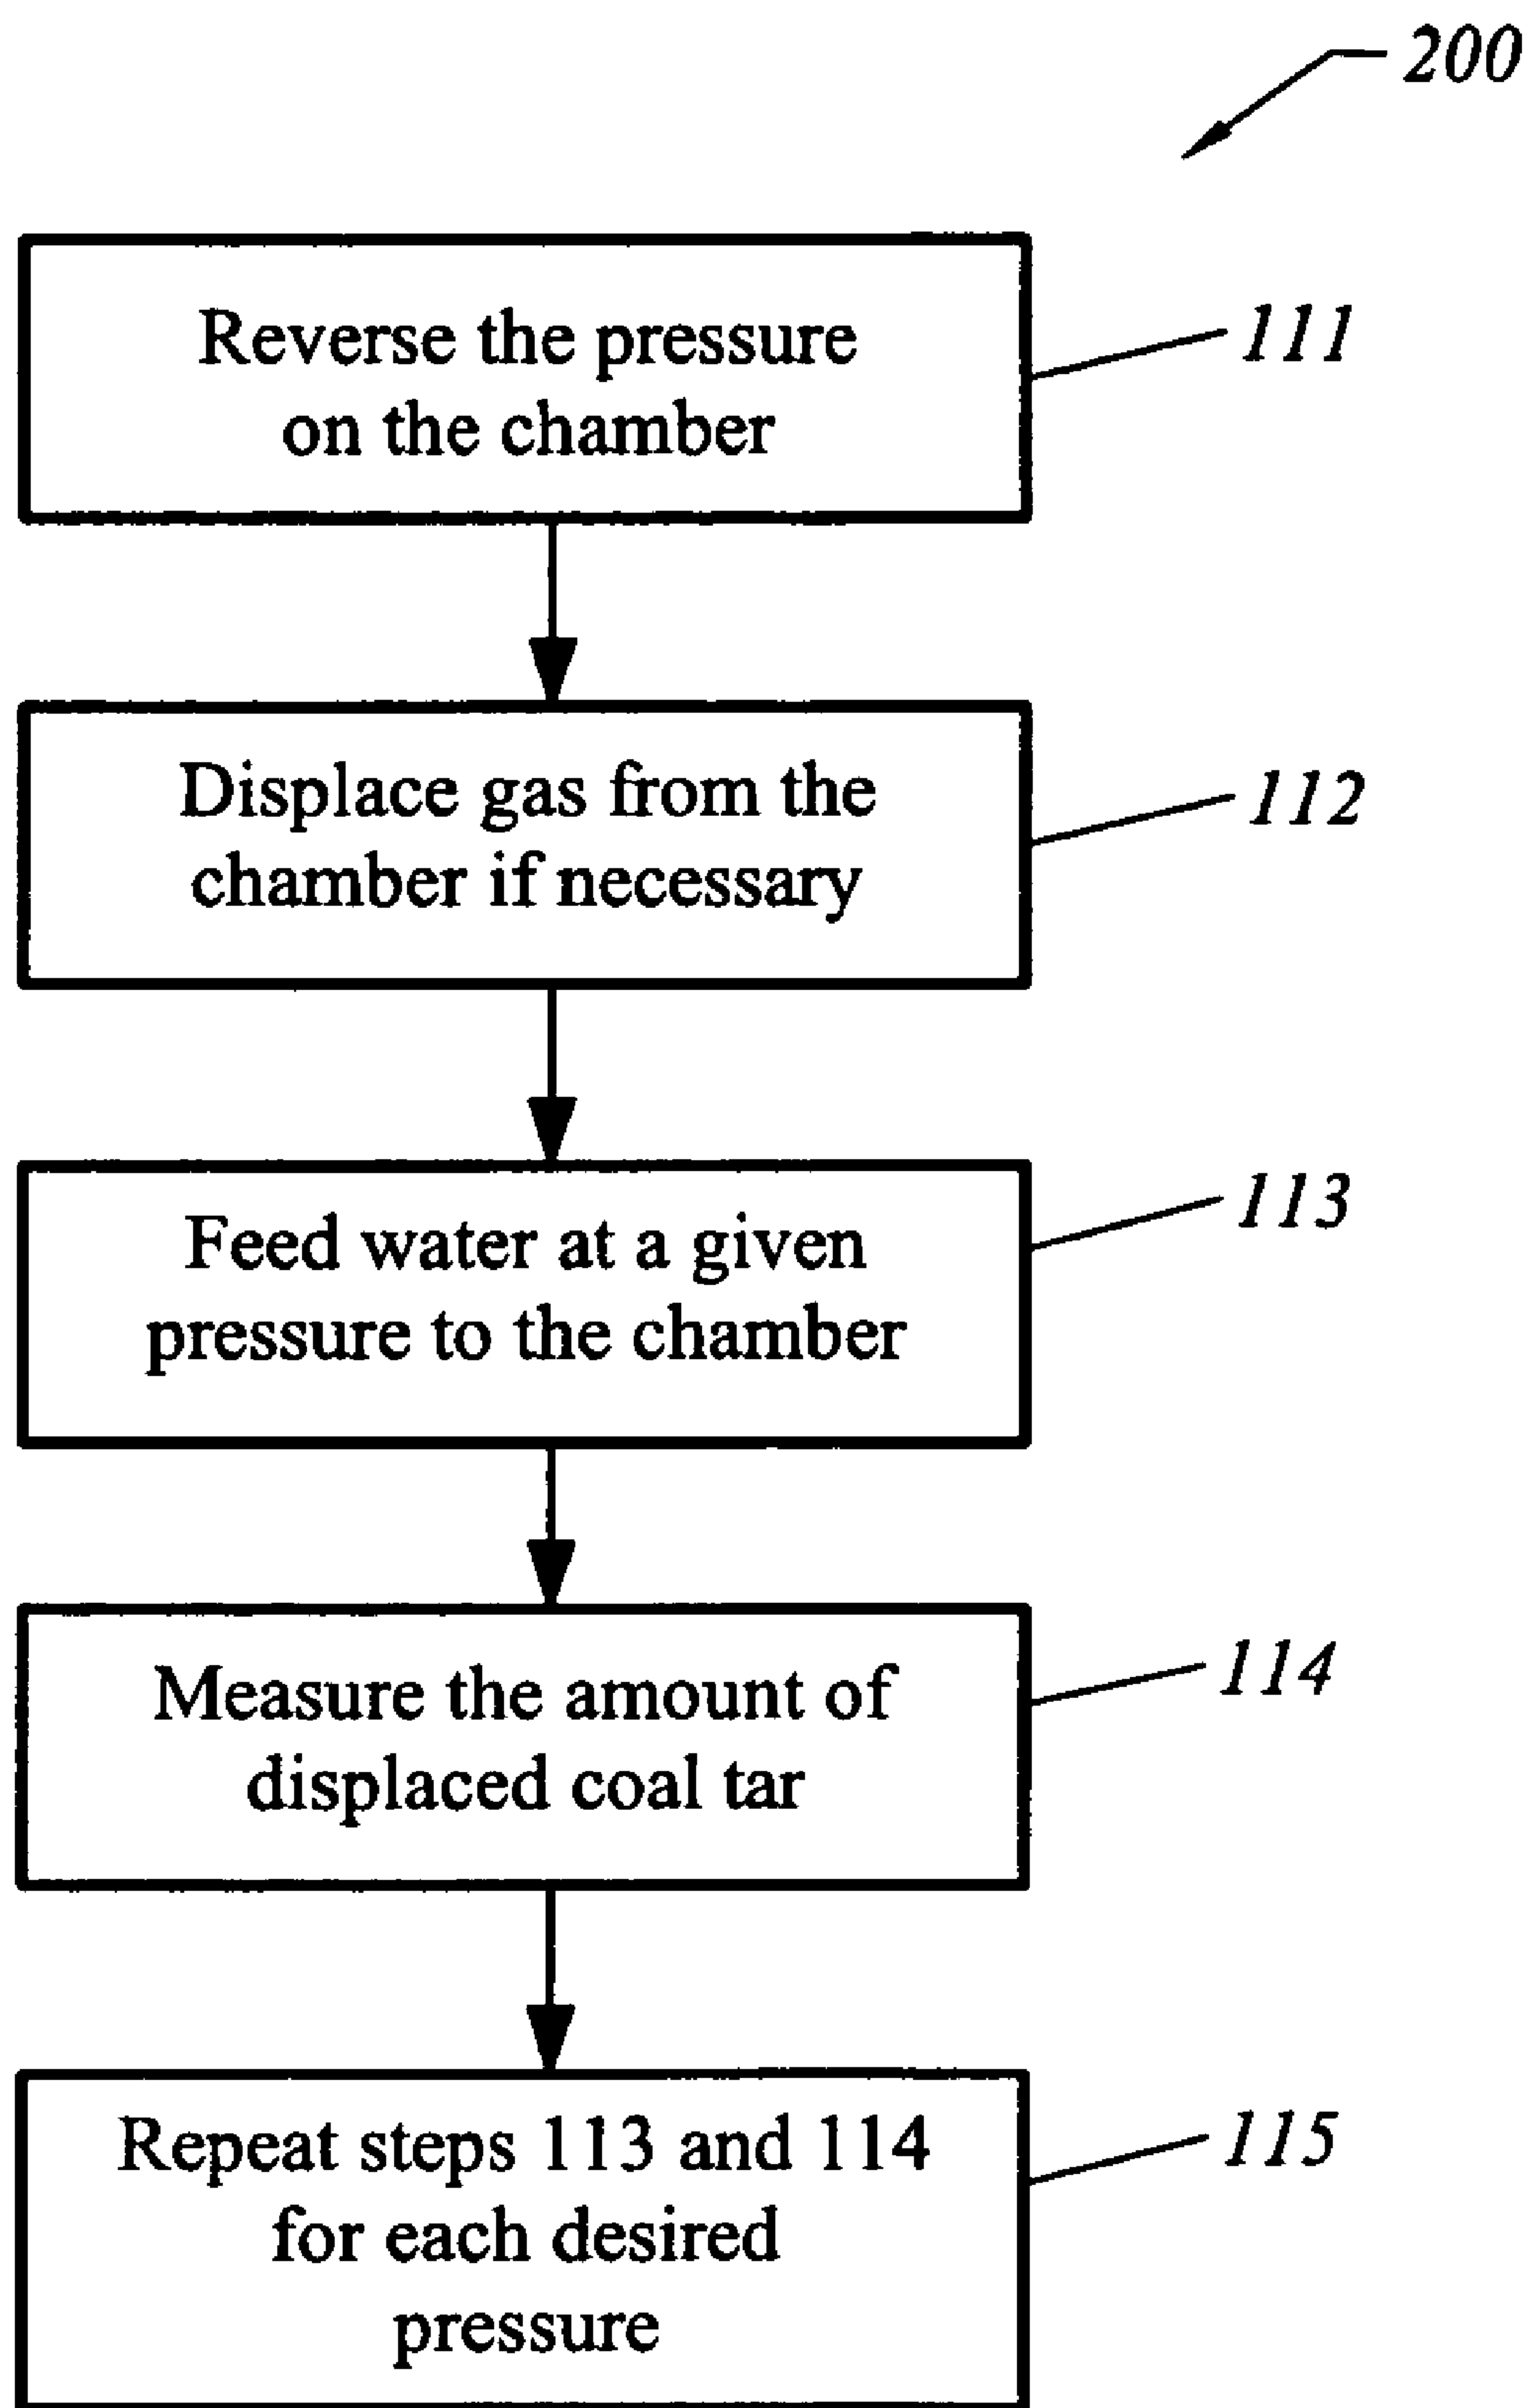 200
Reverse the pressure
on the chamber
111
Displace gas from the
chamber if necessary
112
Feed water at a given
pressure to the chamber
113
Measure the amount of
displaced coal tar
114
Repeat steps 113 and 114
for each desired
pressure
115